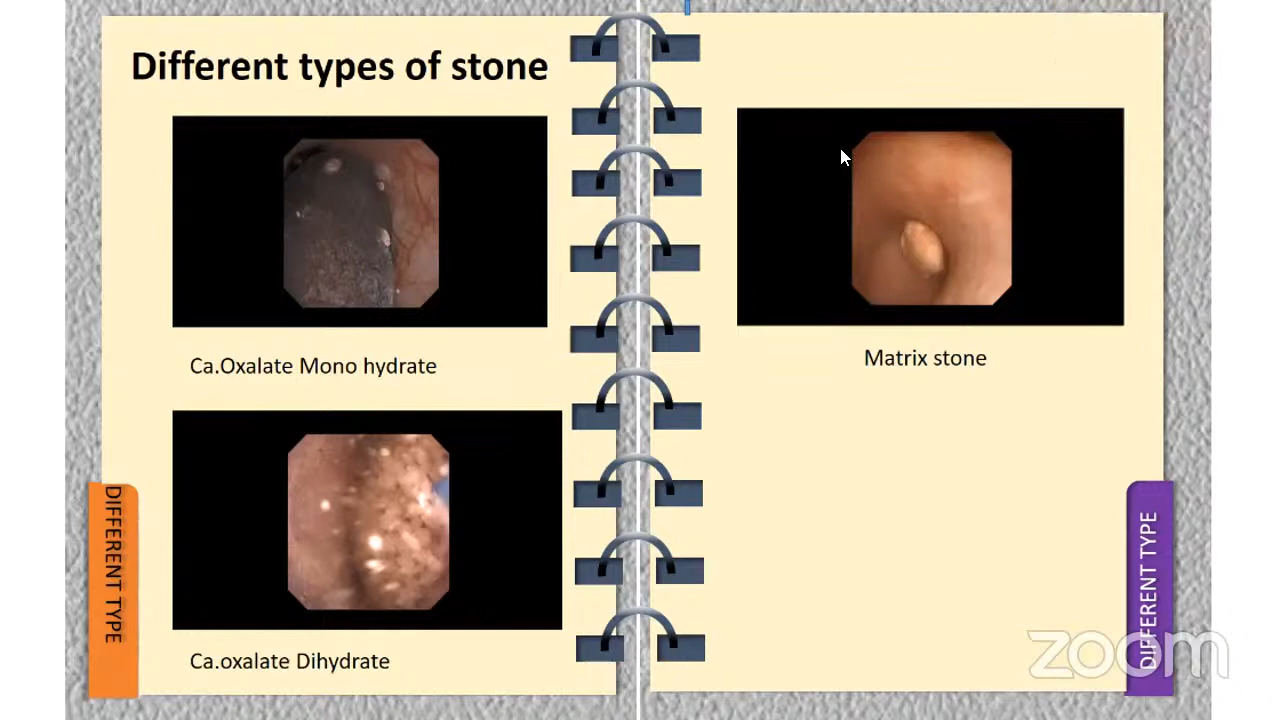 Different types of stone
Ca.Oxalate Mono hydrate
Ca.oxalate Dihydrate
DIFFERENT TYPE
Matrix stone
DIFFERENT TYPE
zoom